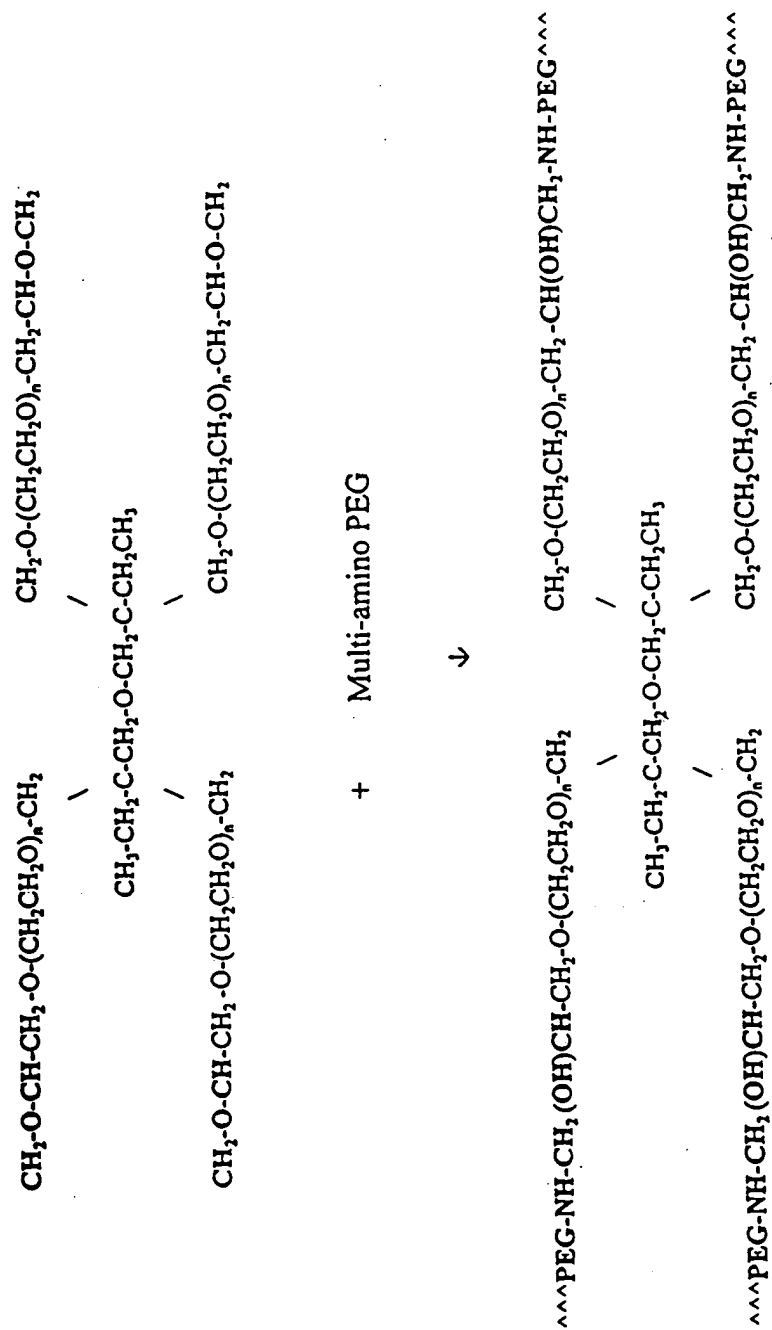 CH₂-O-CH-CH₂-O-(CH₂CH₂O)ₙ-CH₂ CH₂-O-(CH₂CH₂O)ₙ-CH₂-CH-O-CH₂
\ /
CH₃-CH₂-C-CH₂-O-CH₂-C-CH₂CH₃
/ \
CH₂-O-CH-CH₂-O-(CH₂CH₂O)ₙ-CH₂ CH₂-O-(CH₂CH₂O)ₙ-CH₂-CH-O-CH₂
+ Multi-amino PEG
↓
^^^PEG-NH-CH₂(OH)CH-CH₂-O-(CH₂CH₂O)ₙ-CH₂ CH₂-O-(CH₂CH₂O)ₙ-CH₂-CH(OH)CH₂-NH-PEG^^^
\ /
CH₃-CH₂-C-CH₂-O-CH₂-C-CH₂CH₃
/ \
^^^PEG-NH-CH₂(OH)CH-CH₂-O-(CH₂CH₂O)ₙ-CH₂ CH₂-O-(CH₂CH₂O)ₙ-CH₂-CH(OH)CH₂-NH-PEG^^^